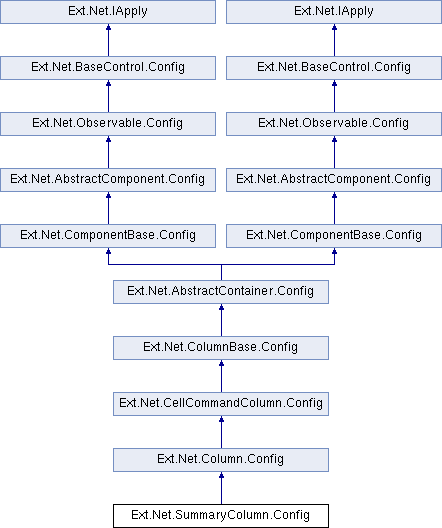 Ext.Net.IApply
Ext.Net.IApply
Ext.Net.BaseControl.Config
Ext.Net.BaseControl.Config
Ext.Net.Observable.Config
Ext.Net.Observable.Config
Ext.Net.AbstractComponent.Config
Ext.Net.AbstractComponent.Config
Ext.Net.ComponentBase.Config
Ext.Net.ComponentBase.Config
Ext.Net.AbstractContainer.Config
Ext.Net.ColumnBase.Config
Ext.Net.CellCommandColumn.Config
Ext.Net.Column.Config
Ext.Net.SummaryColumn.Config